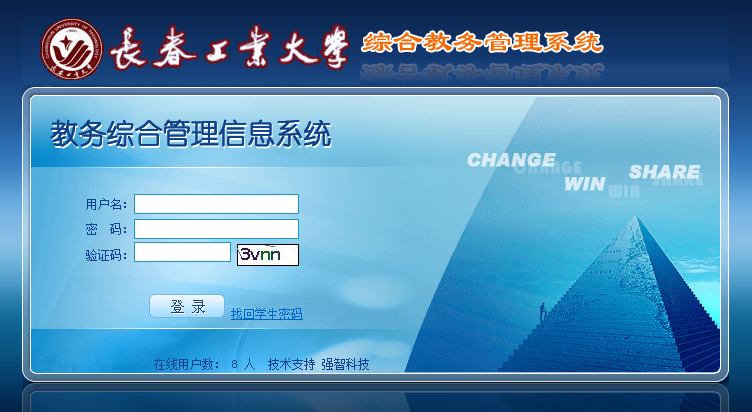 長春工業大學 综合教务管理系统
教务综合管理信息系统
CHANGE
WIN SHARE
用户名:
密 码:
验证码: 3vnn
登 录 找回学生密码
在线用户数: 8 人 技术支持 强智科技